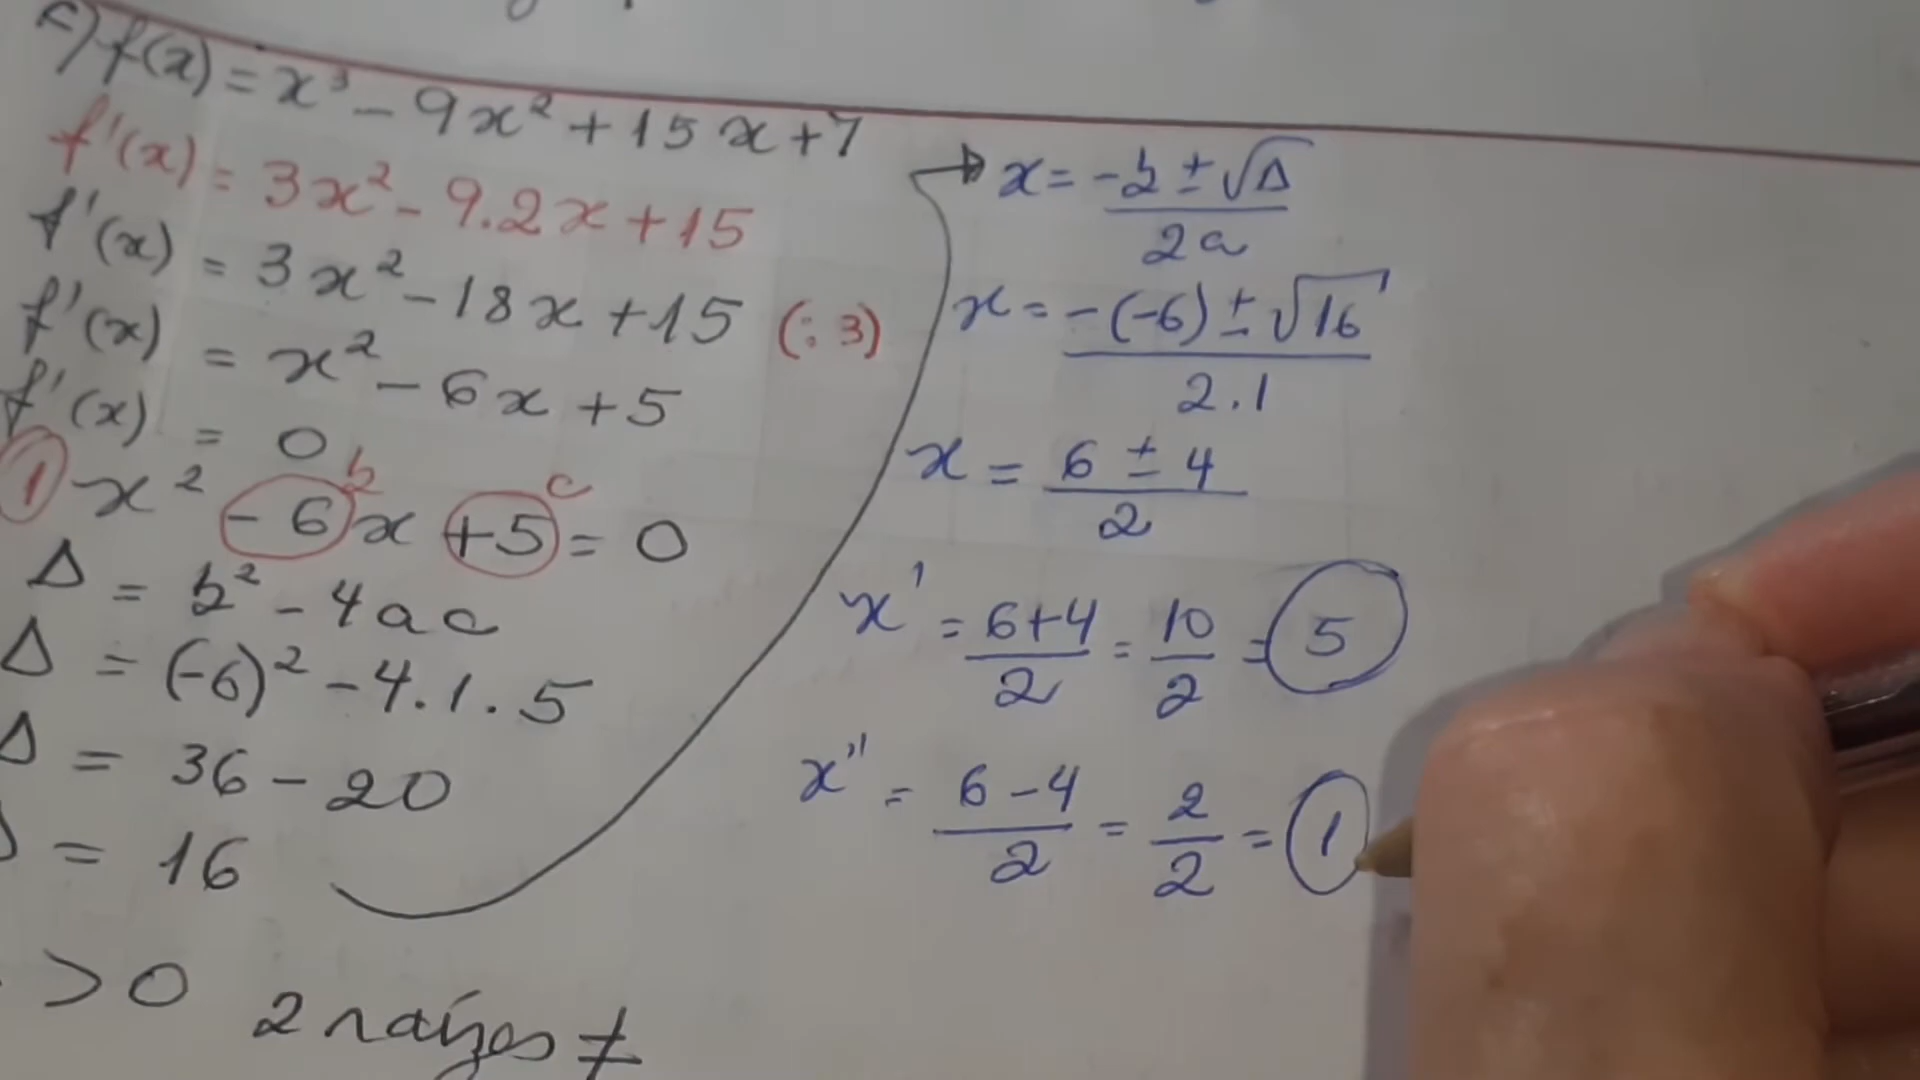 c) f(x) = x³ - 9x² + 15x + 7
f'(x) = 3x² - 9.2x + 15
f'(x) = 3x² - 18x + 15 (: 3)
f'(x) = x² - 6x + 5
f'(x) = 0
b c
1 x² - 6x + 5 = 0
Δ = b² - 4ac
Δ = (-6)² - 4.1.5
Δ = 36 - 20
Δ = 16
> 0 2 raízes ≠
x = (-b ± √Δ) / 2a
x = (-(-6) ± √16) / 2.1
x = (6 ± 4) / 2
x' = (6+4)/2 = 10/2 = 5
x'' = (6-4)/2 = 2/2 = 1